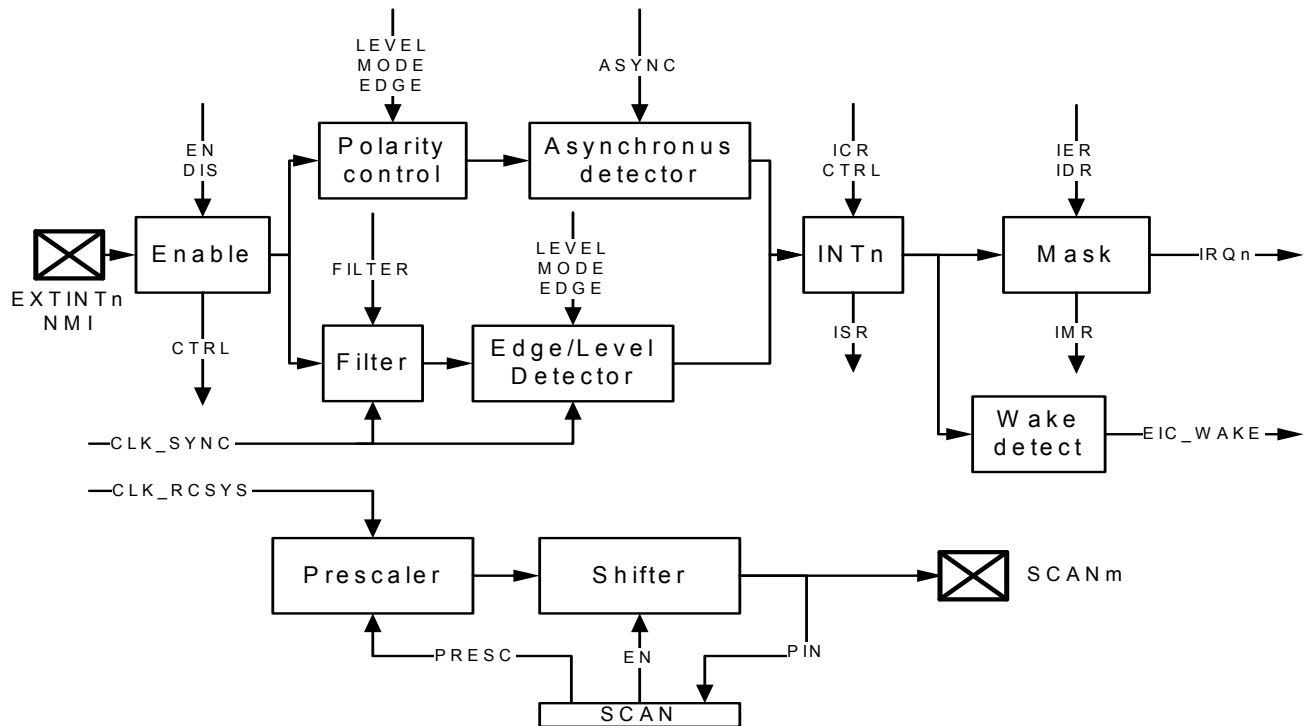 LEVEL
MODE
EDGE
ASYNC
EN
DIS
Polarity
control
Asynchronus
detector
ICR
CTRL
IER
IDR
Enable
EXTINTn
NMI
FILTER
LEVEL
MODE
EDGE
INTn
Mask
IRQn
CTRL
Filter
Edge/Level
Detector
ISR
IMR
CLK_SYNC
Wake
detect
EIC_WAKE
CLK_RCSYS
Prescaler
Shifter
SCANm
PRESC
EN
PIN
SCAN